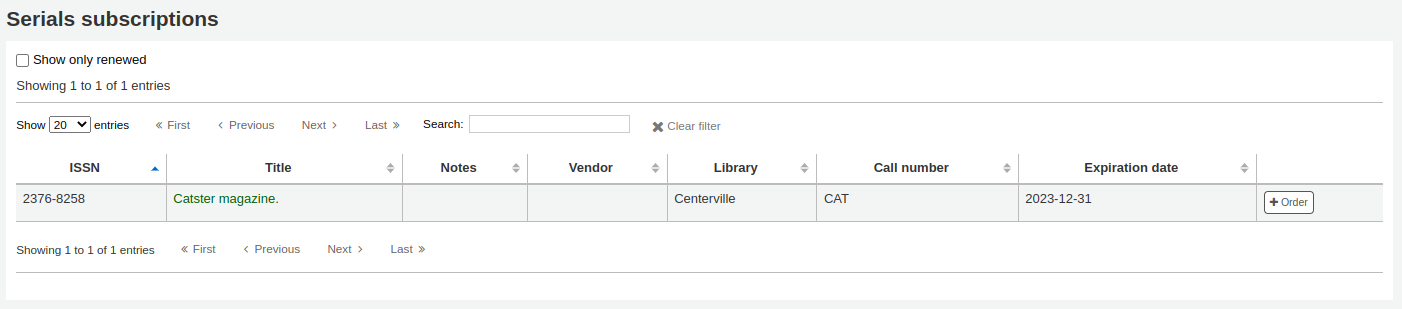 Serials subscriptions
Show only renewed
Showing 1 to 1 of 1 entries
Show 20 entries « First ‹ Previous Next › Last » Search: ✖ Clear filter
ISSN Title Notes Vendor Library Call number Expiration date
2376-8258 Catster magazine. Centerville CAT 2023-12-31 + Order
Showing 1 to 1 of 1 entries « First ‹ Previous Next › Last »